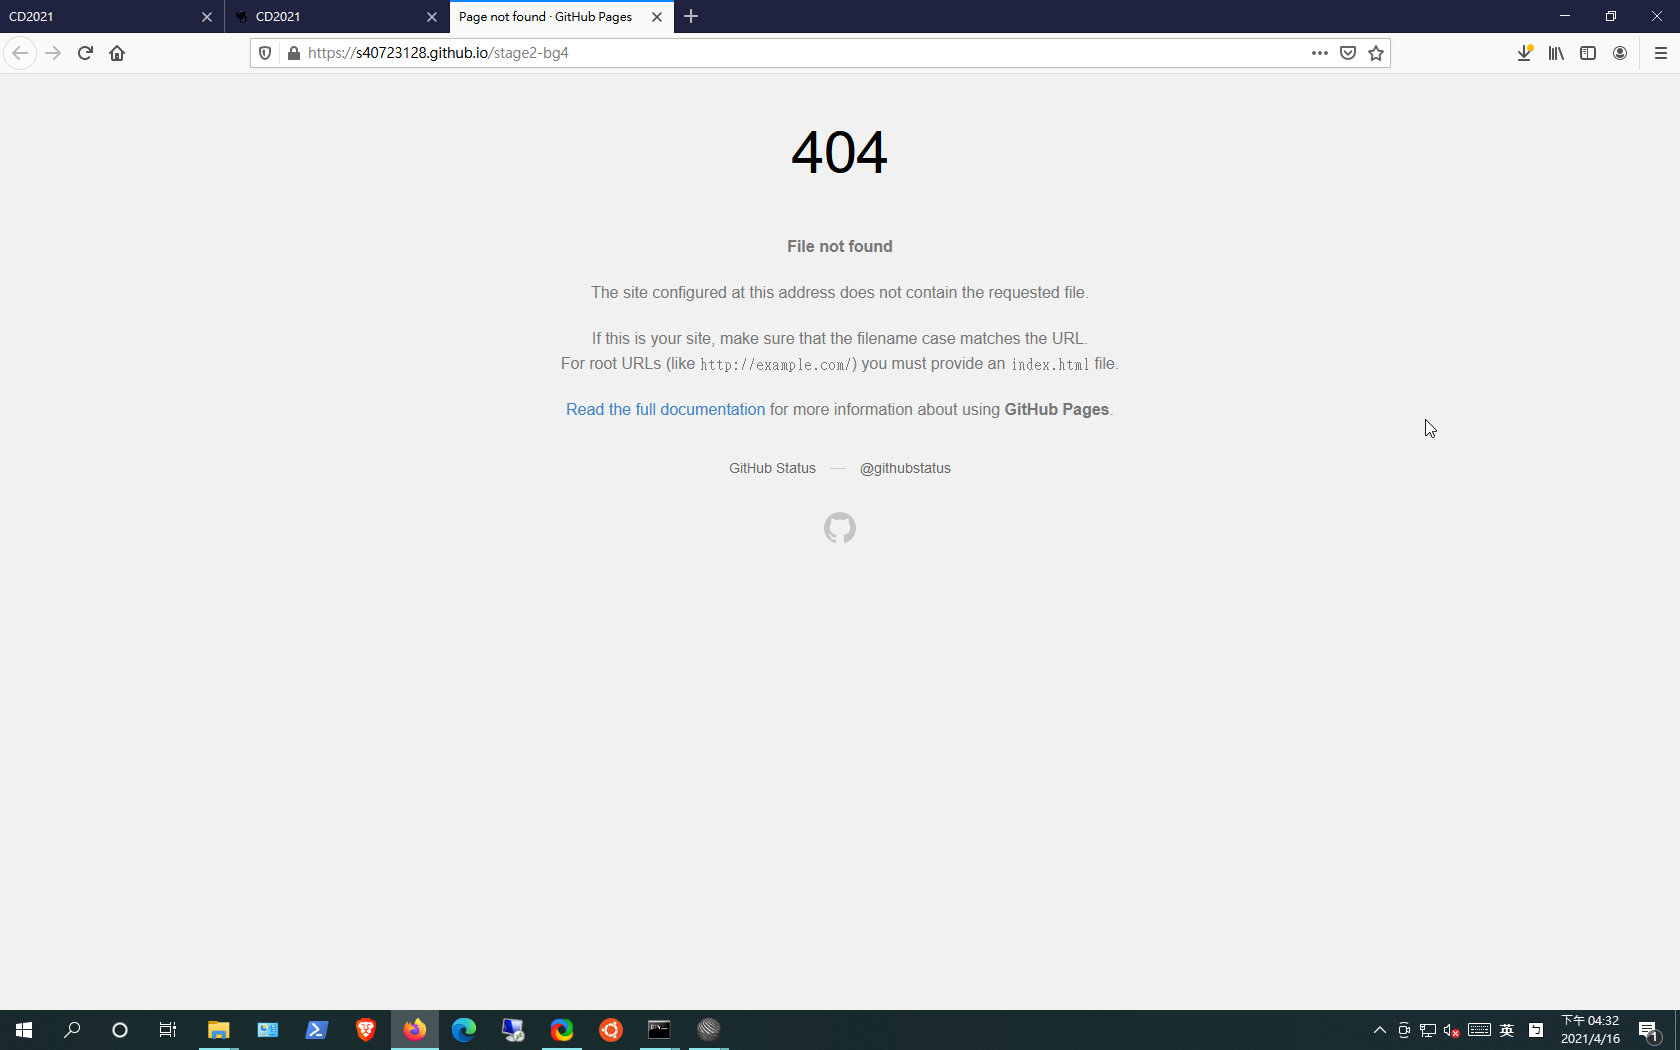 CD2021
CD2021
Page not found · GitHub Pages
https://s40723128.github.io/stage2-bg4
404
File not found
The site configured at this address does not contain the requested file.
If this is your site, make sure that the filename case matches the URL.
For root URLs (like http://example.com/) you must provide an index.html file.
Read the full documentation for more information about using GitHub Pages.
GitHub Status — @githubstatus
英
下午 04:32
2021/4/16
1